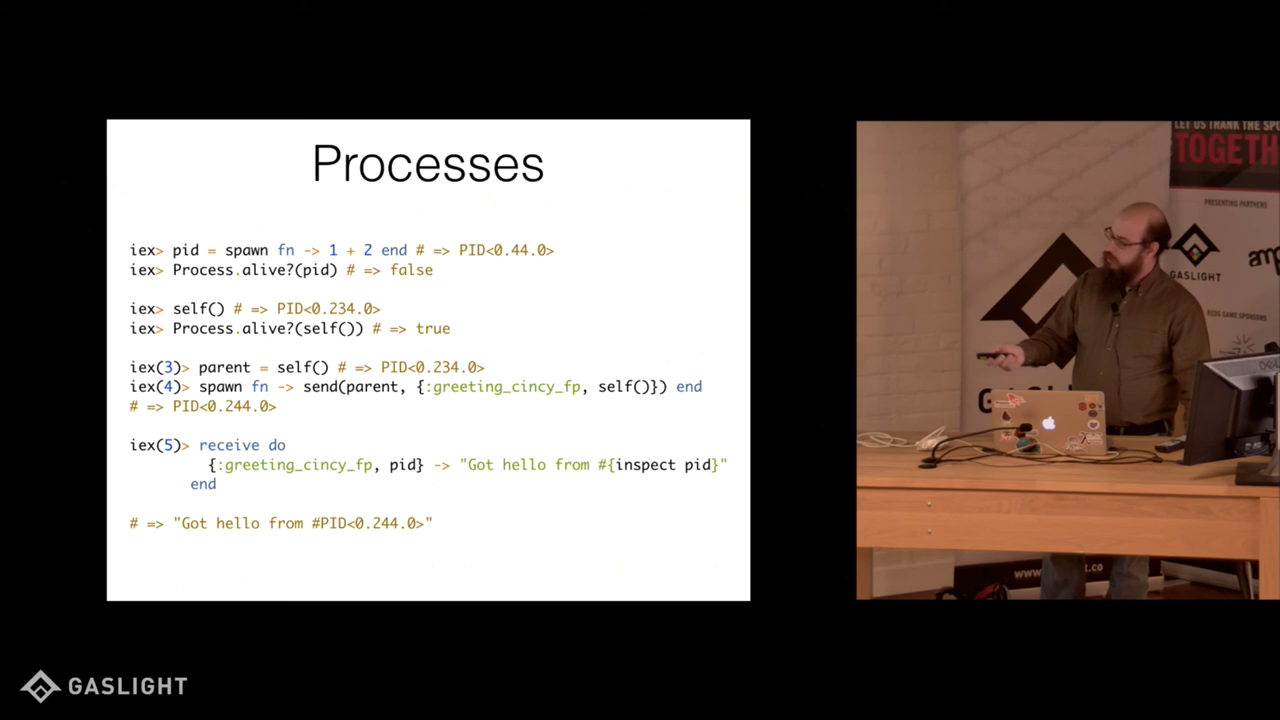 Processes
iex> pid = spawn fn -> 1 + 2 end # => PID<0.44.0>
iex> Process.alive?(pid) # => false
iex> self() # => PID<0.234.0>
iex> Process.alive?(self()) # => true
iex(3)> parent = self() # => PID<0.234.0>
iex(4)> spawn fn -> send(parent, {:greeting_cincy_fp, self()}) end
# => PID<0.244.0>
iex(5)> receive do
{:greeting_cincy_fp, pid} -> "Got hello from #{inspect pid}"
end
# => "Got hello from #PID<0.244.0>"
LET US THANK THE
TOGETH
PRESENTING PARTNERS
GASLIGHT
amp
REDS GAME SPONSORS
GASLIGHT